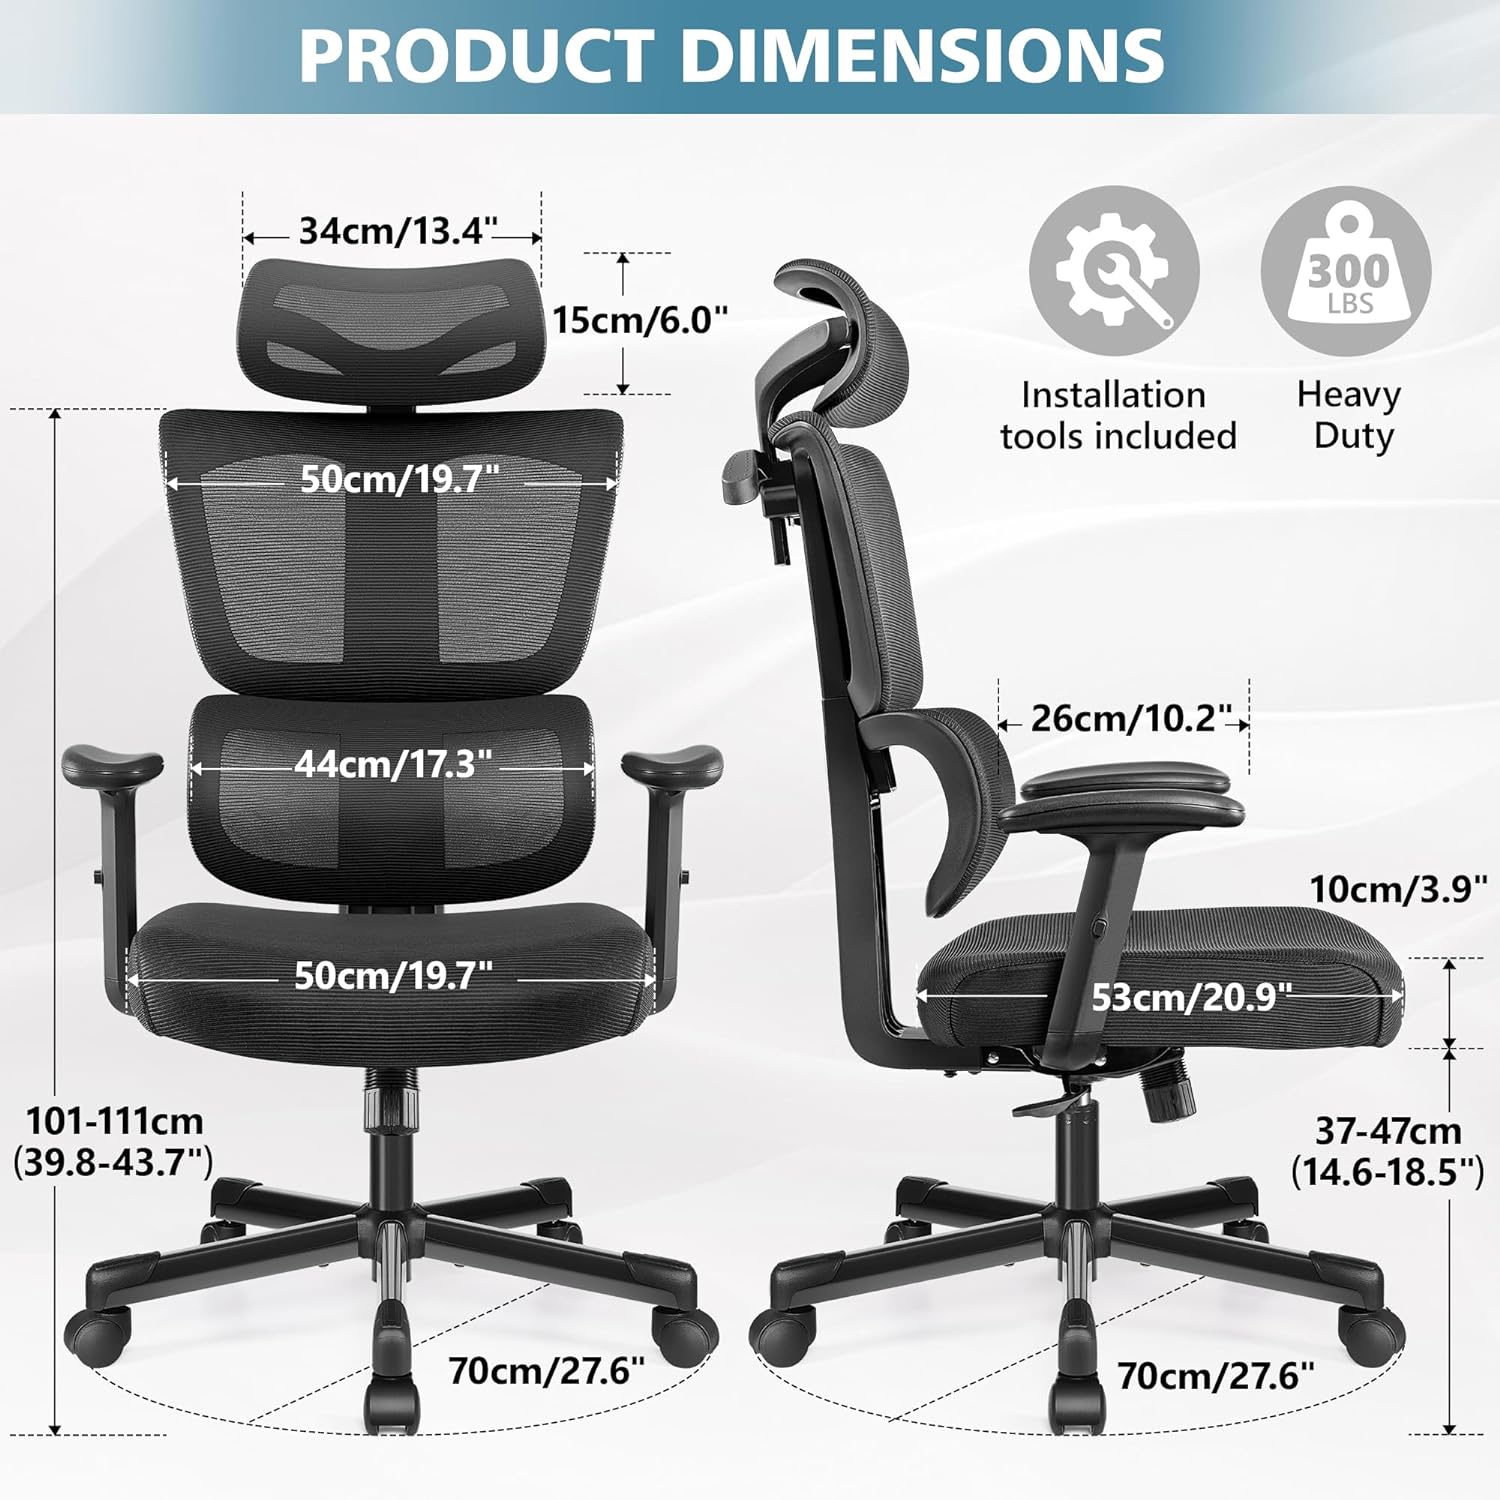 PRODUCT DIMENSIONS
34cm/13.4"
15cm/6.0"
300
LBS
Installation
tools included
Heavy
Duty
50cm/19.7"
44cm/17.3"
26cm/10.2"
10cm/3.9"
50cm/19.7"
53cm/20.9"
101-111cm
(39.8-43.7")
37-47cm
(14.6-18.5")
70cm/27.6"
70cm/27.6"